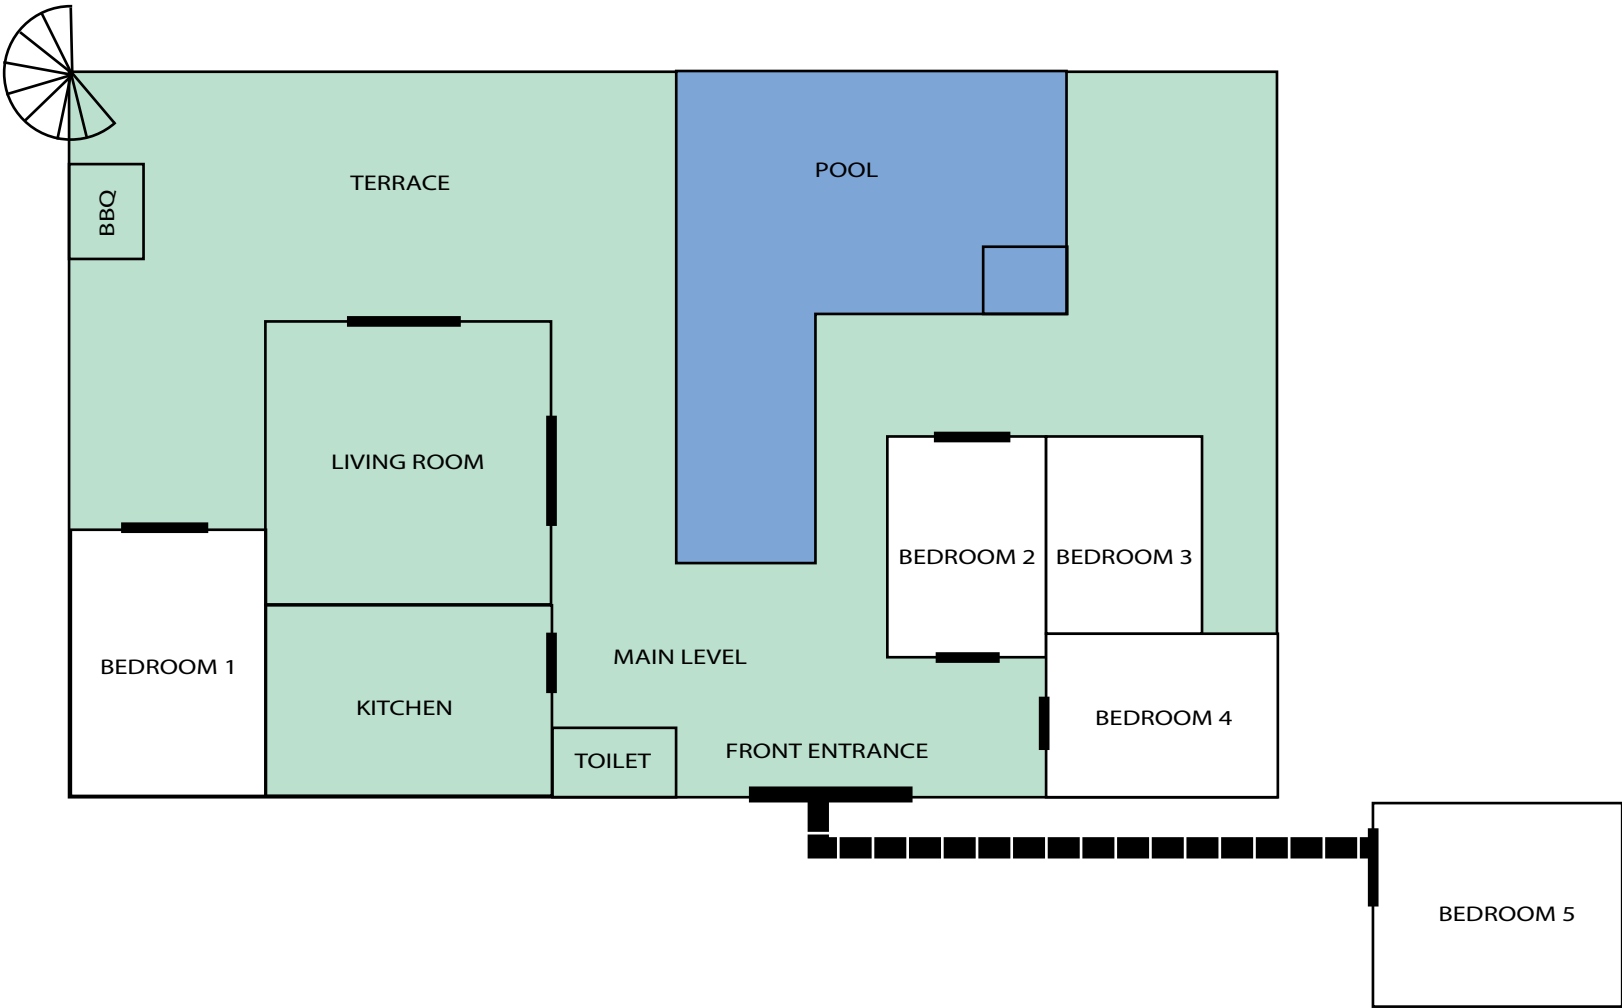 TERRACE
POOL
BBQ
LIVING ROOM
BEDROOM 2
BEDROOM 3
BEDROOM 1
MAIN LEVEL
KITCHEN
BEDROOM 4
FRONT ENTRANCE
TOILET
BEDROOM 5